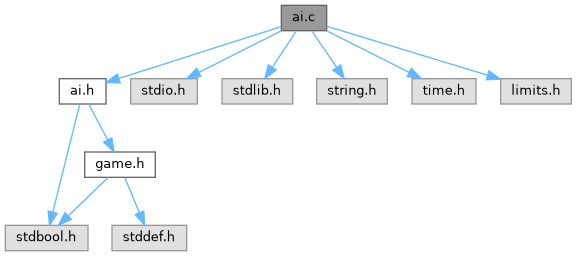 ai.c
ai.h
stdio.h
stdlib.h
string.h
time.h
limits.h
game.h
stdbool.h
stddef.h